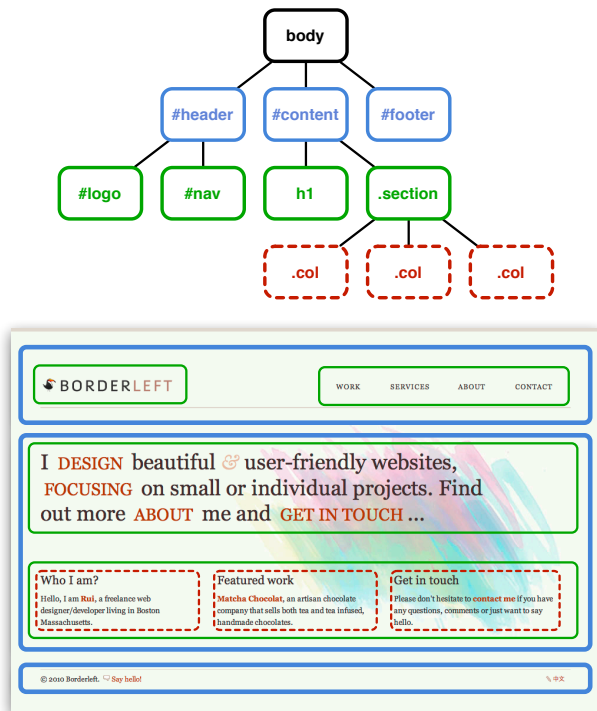 body
#header #content #footer
#logo #nav h1 .section
.col .col .col
BORDERLEFT
WORK SERVICES ABOUT CONTACT
I DESIGN beautiful & user-friendly websites,
FOCUSING on small or individual projects. Find
out more ABOUT me and GET IN TOUCH ...
Who I am?
Hello, I am Rui, a freelance web
designer/developer living in Boston
Massachusetts.
Featured work
Matcha Chocolat, an artisan chocolate
company that sells both tea and tea infused,
handmade chocolates.
Get in touch
Please don't hesitate to contact me if you have
any questions, comments or just want to say
hello.
© 2010 Borderleft. Say hello!
中文